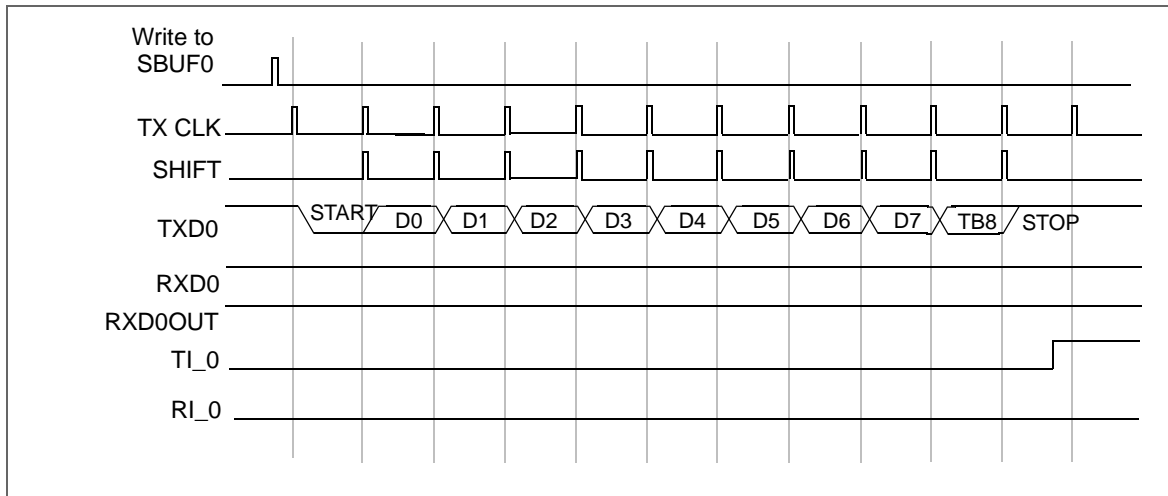 Write to
SBUF0
TX CLK
SHIFT
TXD0 START D0 D1 D2 D3 D4 D5 D6 D7 TB8 STOP
RXD0
RXD0OUT
TI_0
RI_0